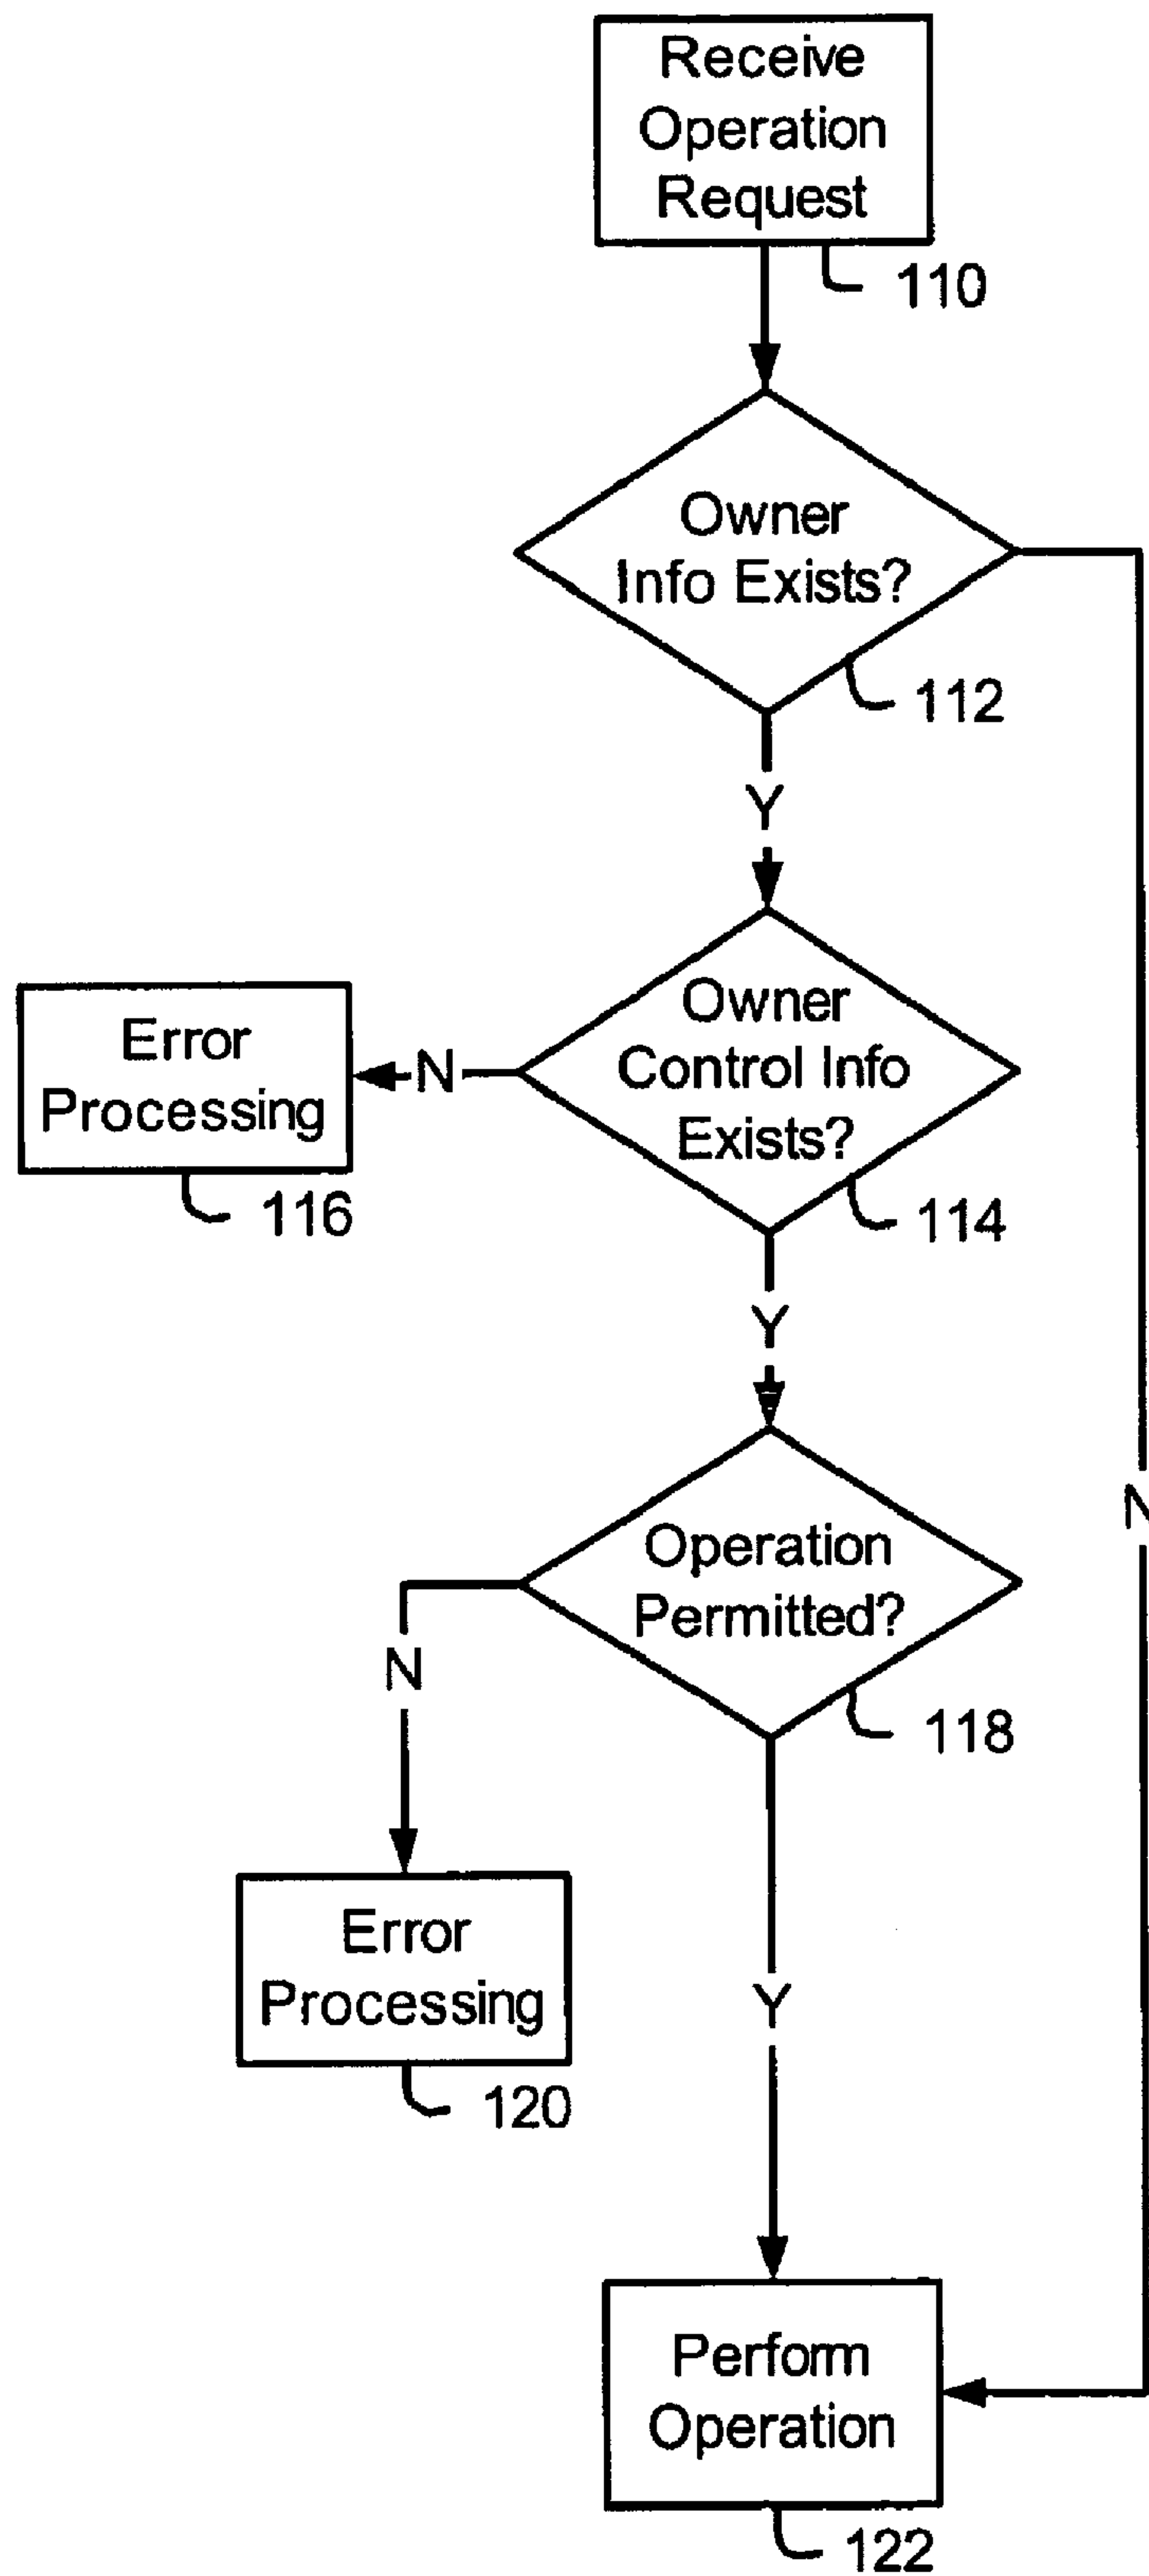 Receive
Operation
Request
110
Owner
Info Exists?
112
Y
Owner
Control Info
Exists?
114
N
Error
Processing
116
Y
N
Operation
Permitted?
118
N
Error
Processing
120
Y
Perform
Operation
122